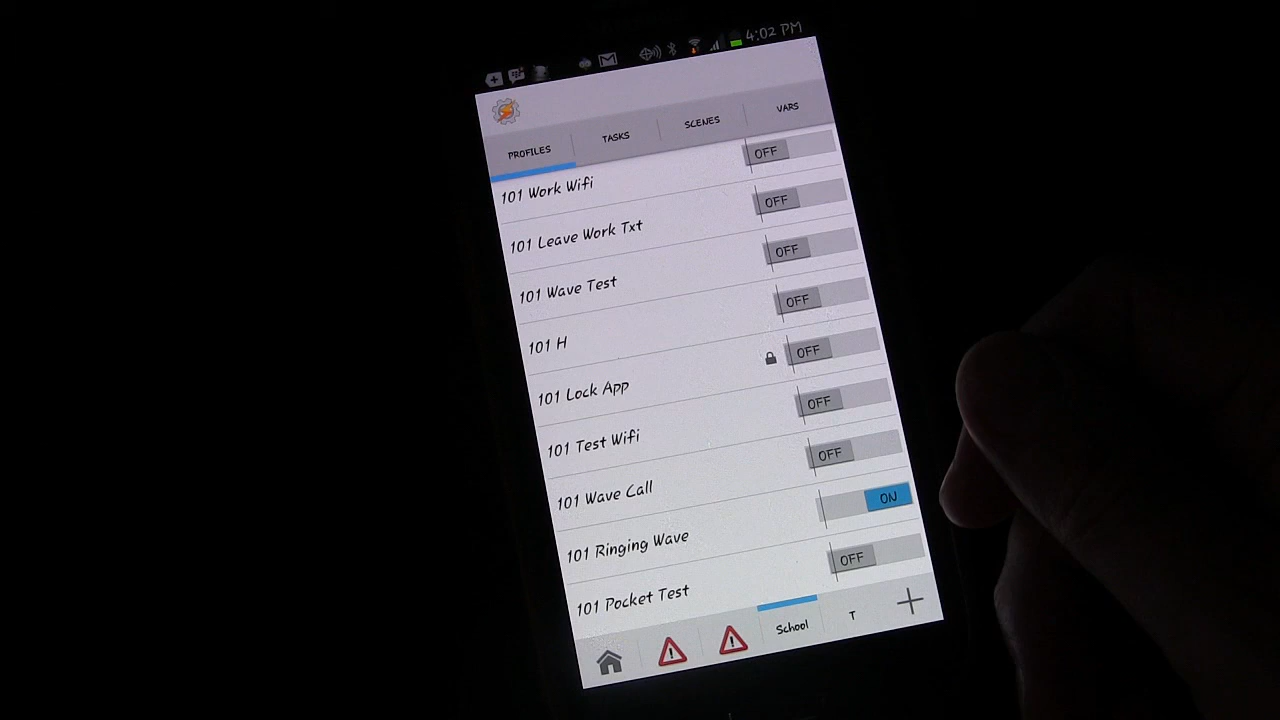 4:02 PM
PROFILES TASKS SCENES VARS
101 Work Wifi OFF
101 Leave Work Txt OFF
101 Wave Test OFF
101 H OFF
101 Lock App OFF
101 Test Wifi OFF
101 Wave Call OFF
101 Ringing Wave ON
101 Pocket Test OFF
School T